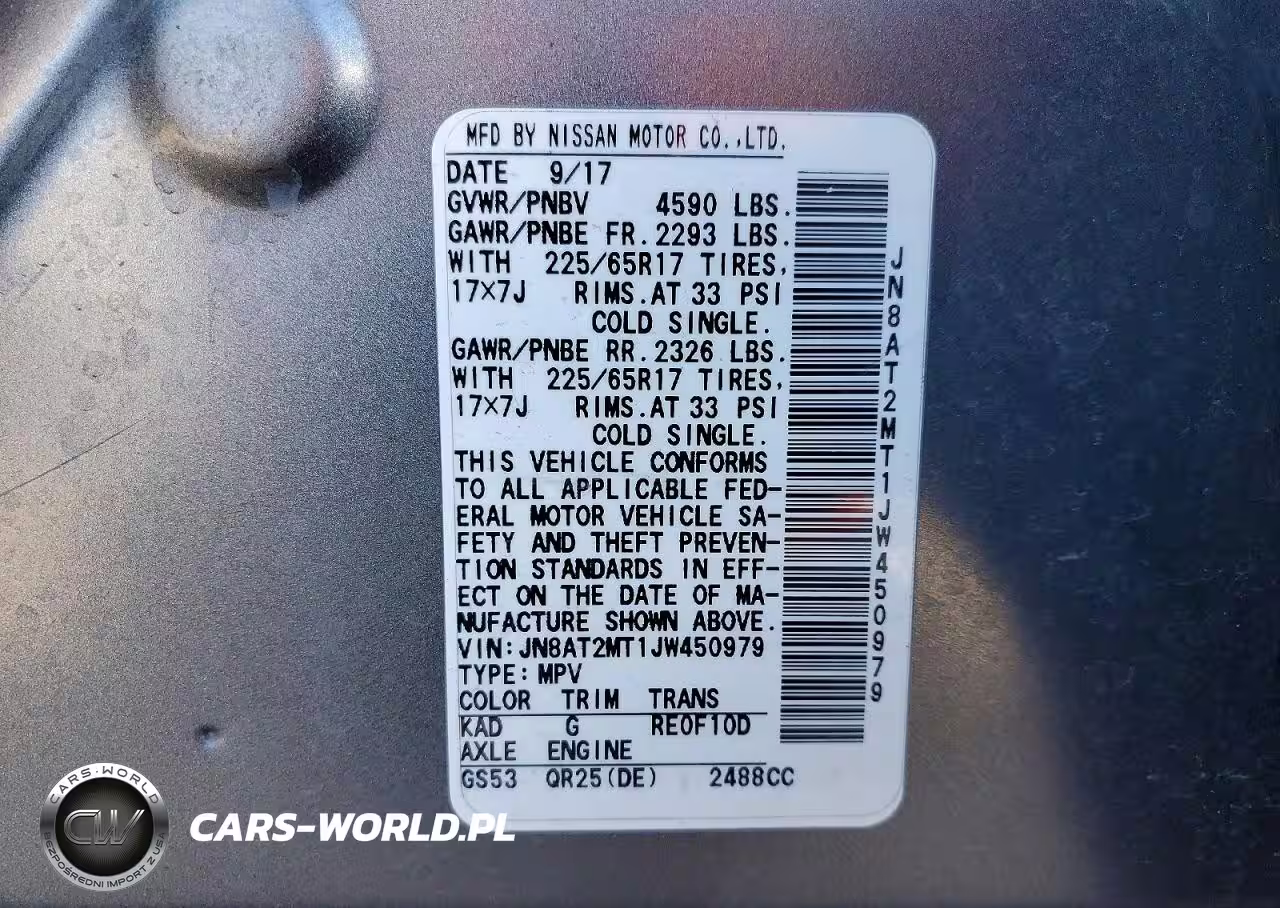 MFD BY NISSAN MOTOR CO.,LTD.
DATE 9/17
GVWR/PNBV 4590 LBS.
GAWR/PNBE FR. 2293 LBS.
WITH 225/65R17 TIRES,
17×7J RIMS. AT 33 PSI
COLD SINGLE.
GAWR/PNBE RR. 2326 LBS.
WITH 225/65R17 TIRES,
17×7J RIMS. AT 33 PSI
COLD SINGLE.
THIS VEHICLE CONFORMS
TO ALL APPLICABLE FED-
ERAL MOTOR VEHICLE SA-
FETY AND THEFT PREVEN-
TION STANDARDS IN EFF-
ECT ON THE DATE OF MA-
NUFACTURE SHOWN ABOVE.
VIN:JN8AT2MT1JW450979
TYPE:MPV
COLOR TRIM TRANS
KAD G RE0F10D
AXLE ENGINE
GS53 QR25(DE) 2488CC
JN8AT2MT1JW450979
CARS-WORLD
CW
BEZPOŚREDNI IMPORT Z USA
CARS-WORLD.PL